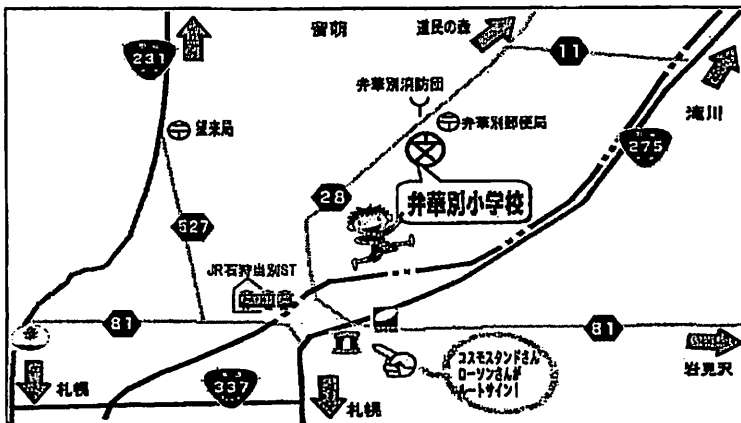 231
道民の森
11
弁華別消防団
望来局
弁華別郵便局
滝川
275
28
弁華別小学校
527
JR石狩当別ST
81
81
コスモスタンドさん
ローソンさんが
ルートサイン!
岩見沢
札幌
337
札幌